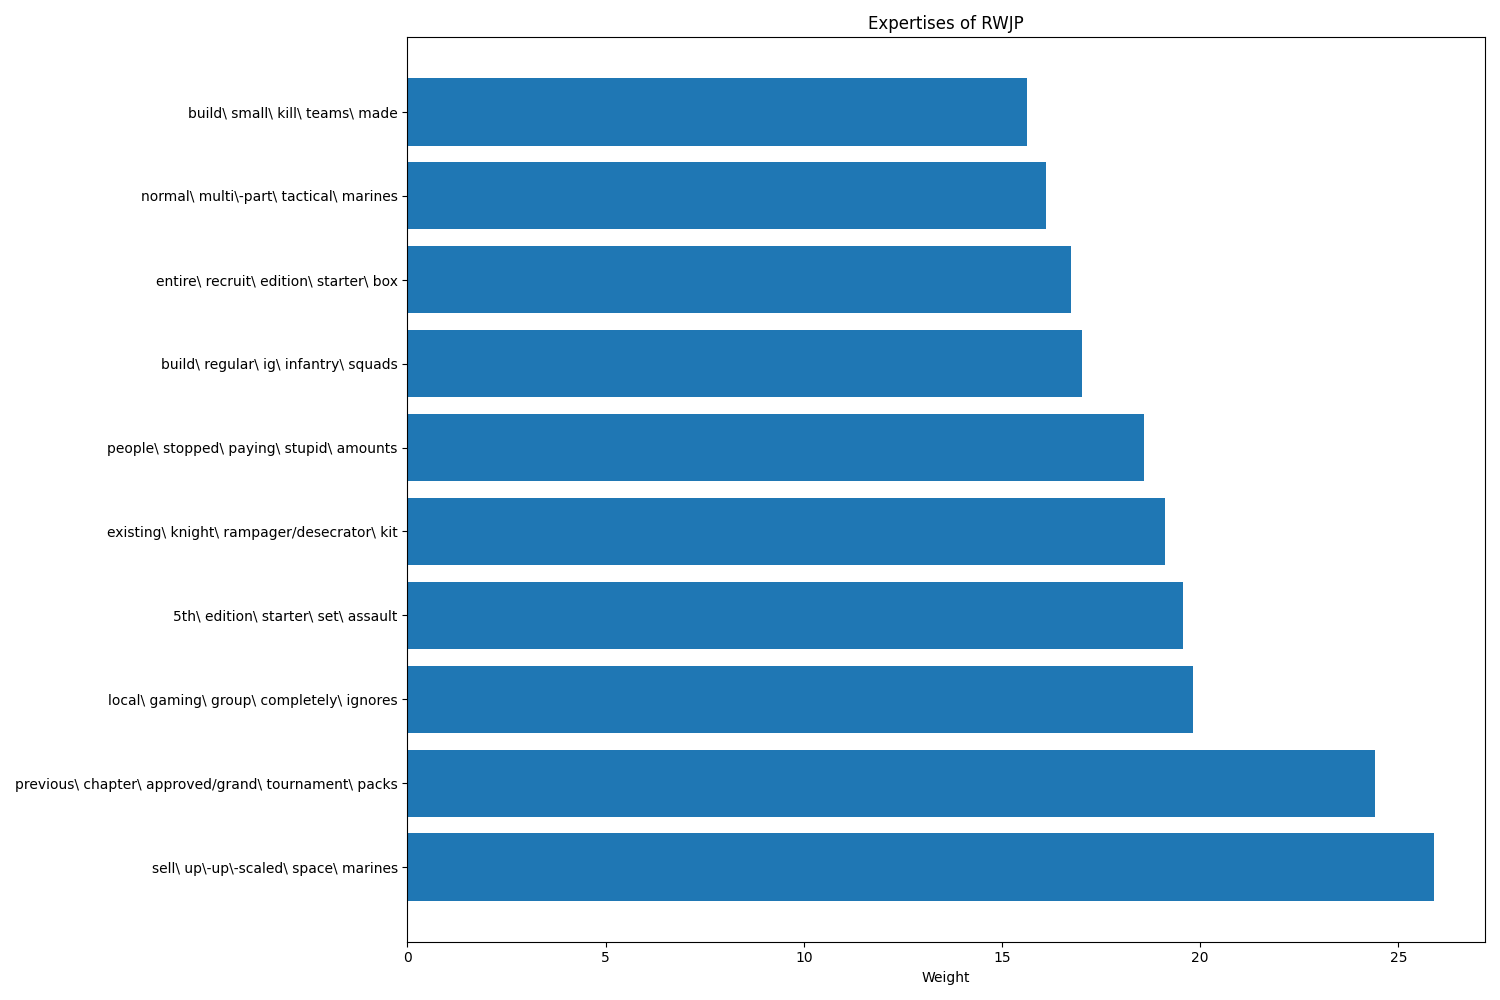 Expertises of RWJP
build\ small\ kill\ teams\ made
normal\ multi\-part\ tactical\ marines
entire\ recruit\ edition\ starter\ box
build\ regular\ ig\ infantry\ squads
people\ stopped\ paying\ stupid\ amounts
existing\ knight\ rampager/desecrator\ kit
5th\ edition\ starter\ set\ assault
local\ gaming\ group\ completely\ ignores
previous\ chapter\ approved/grand\ tournament\ packs
sell\ up\-up\-scaled\ space\ marines
0 5 10 15 20 25
Weight